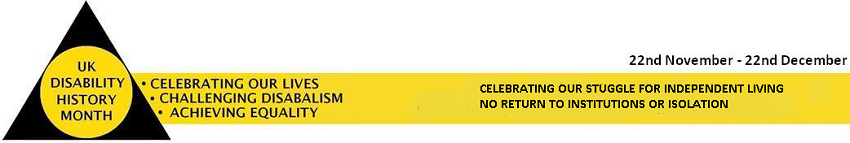 UK
DISABILITY
HISTORY
MONTH
• CELEBRATING OUR LIVES
• CHALLENGING DISABALISM
• ACHIEVING EQUALITY
22nd November - 22nd December
CELEBRATING OUR STUGGLE FOR INDEPENDENT LIVING
NO RETURN TO INSTITUTIONS OR ISOLATION